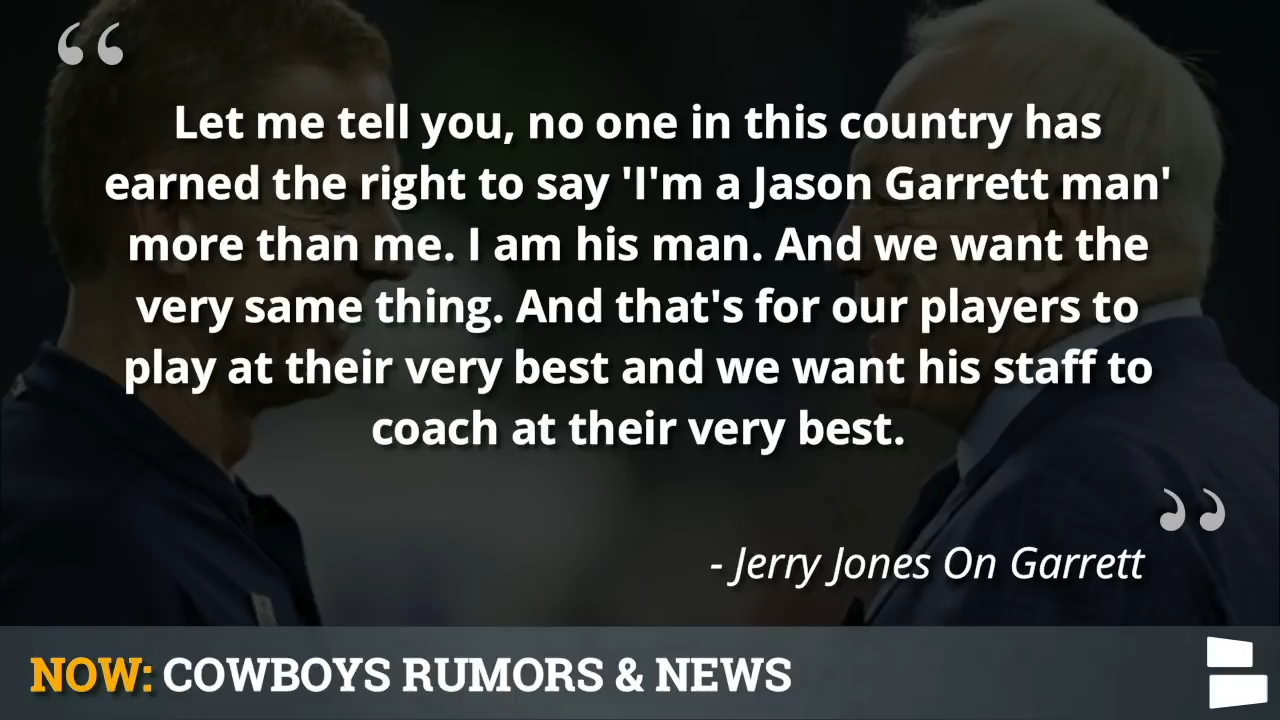 “
Let me tell you, no one in this country has
earned the right to say 'I'm a Jason Garrett man'
more than me. I am his man. And we want the
very same thing. And that's for our players to
play at their very best and we want his staff to
coach at their very best.
”
- Jerry Jones On Garrett
NOW: COWBOYS RUMORS & NEWS